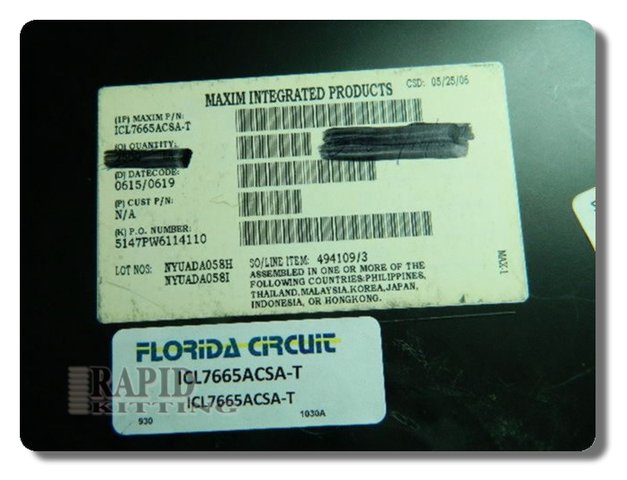 MAXIM INTEGRATED PRODUCTS
CSD: 05/25/06
(1P) MAXIM P/N:
ICL7665ACSA-T
(Q) QUANTITY:
(D) DATECODE:
0615/0619
(P) CUST P/N:
N/A
(K) P.O. NUMBER:
5147PW6114110
LOT NOS: NYUADA058H
NYUADA058I
SO/LINE ITEM: 494109/3
ASSEMBLED IN ONE OR MORE OF THE
FOLLOWING COUNTRIES:PHILIPPINES,
THAILAND,MALAYSIA,KOREA,JAPAN,
INDONESIA, OR HONGKONG.
MAX-1
FLORIDA CIRCUIT
ICL7665ACSA-T
ICL7665ACSA-T
930 1030A
RAPID
KITTING